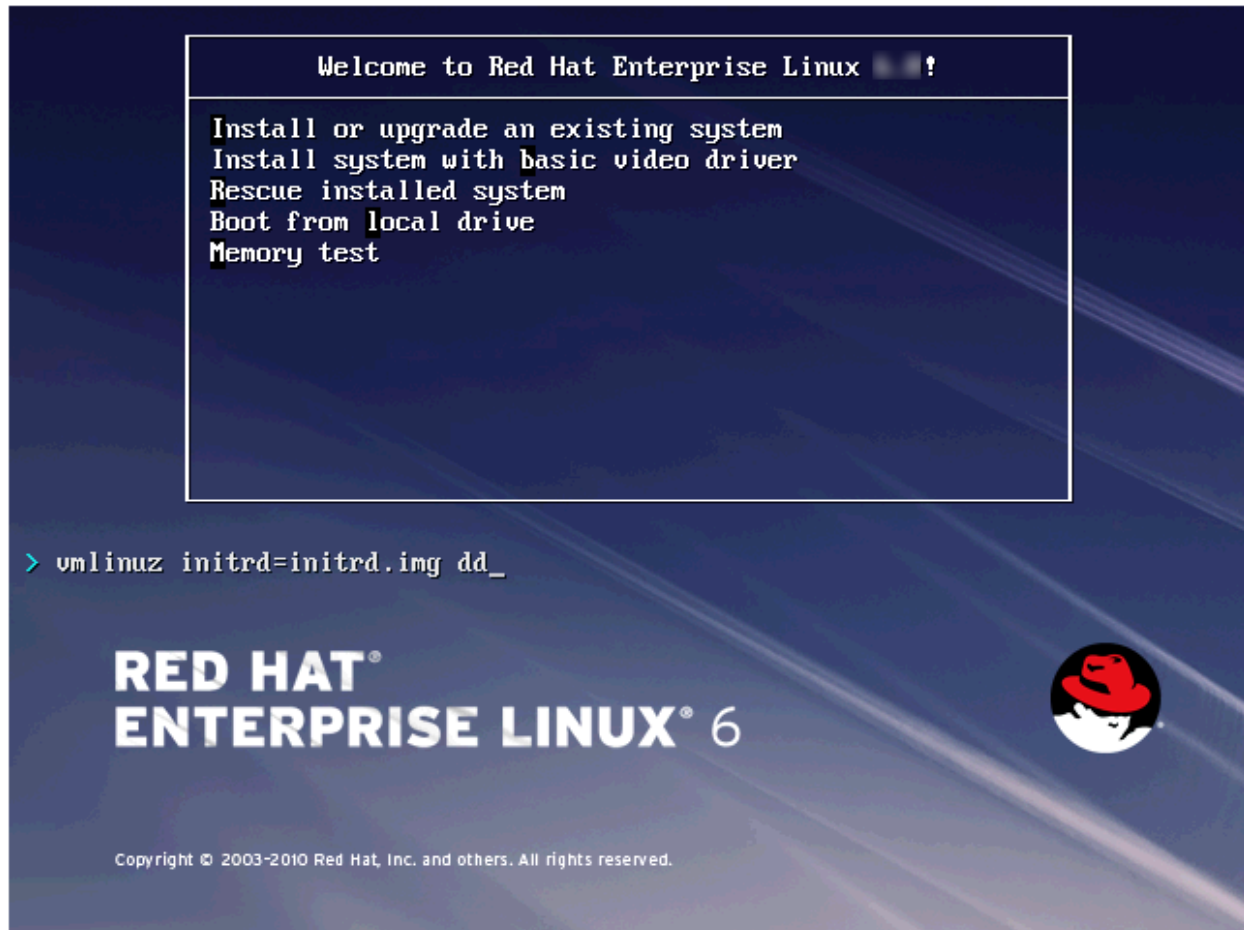 Welcome to Red Hat Enterprise Linux !
Install or upgrade an existing system
Install system with basic video driver
Rescue installed system
Boot from local drive
Memory test
> vmlinuz initrd=initrd.img dd_
RED HAT®
ENTERPRISE LINUX® 6
Copyright © 2003-2010 Red Hat, Inc. and others. All rights reserved.